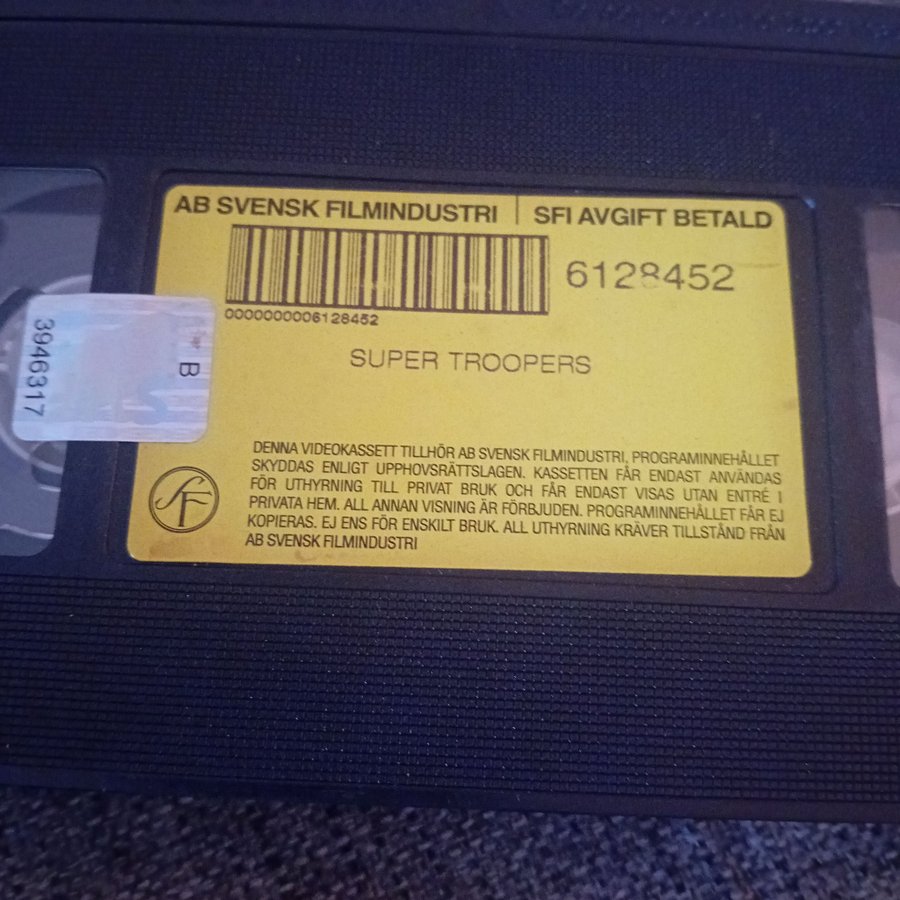 AB SVENSK FILMINDUSTRI | SFI AVGIFT BETALD
6128452
0000000006128452
SUPER TROOPERS
3946317
B
DENNA VIDEOKASSETT TILLHÖR AB SVENSK FILMINDUSTRI, PROGRAMINNEHÅLLET
SKYDDAS ENLIGT UPPHOVSRÄTTSLAGEN. KASSETTEN FÅR ENDAST ANVÄNDAS
FÖR UTHYRNING TILL PRIVAT BRUK OCH FÅR ENDAST VISAS UTAN ENTRÉ I
PRIVATA HEM. ALL ANNAN VISNING ÄR FÖRBJUDEN. PROGRAMINNEHÅLLET FÅR EJ
KOPIERAS. EJ ENS FÖR ENSKILT BRUK. ALL UTHYRNING KRÄVER TILLSTÅND FRÅN
AB SVENSK FILMINDUSTRI
SF